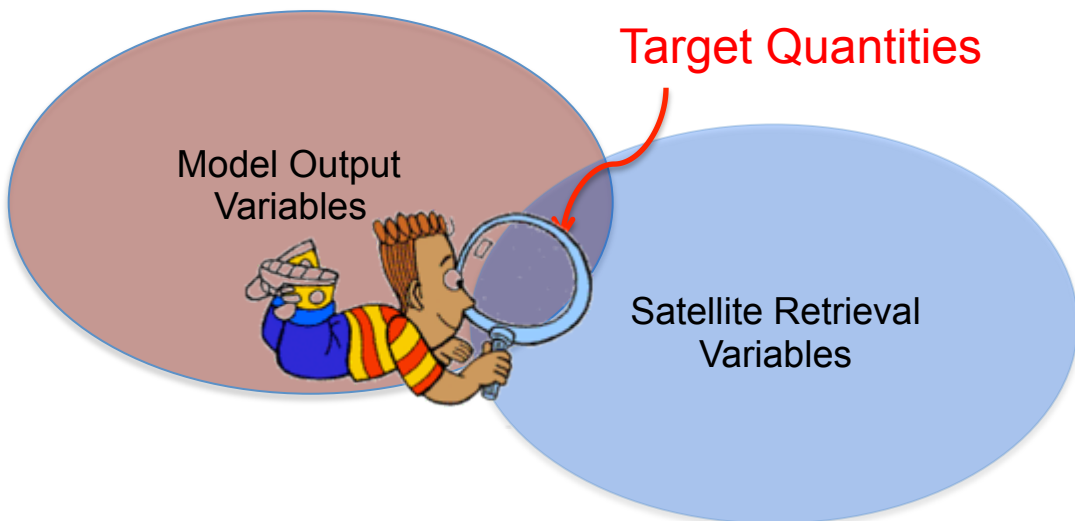 Target Quantities
Model Output
Variables
Satellite Retrieval
Variables